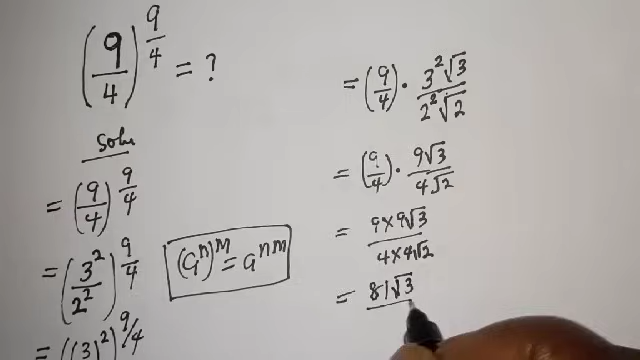 (9/4)^(9/4) = ?
Soln
= (9/4)^(9/4)
= (3²/2²)^(9/4)
= ((3)²)^(9/4)
(a^n)^m = a^(nm)
= (9/4) · 3²√3/2²√2
= (9/4) · 9√3/4√2
= 9×9√3/4×4√2
= 81√3